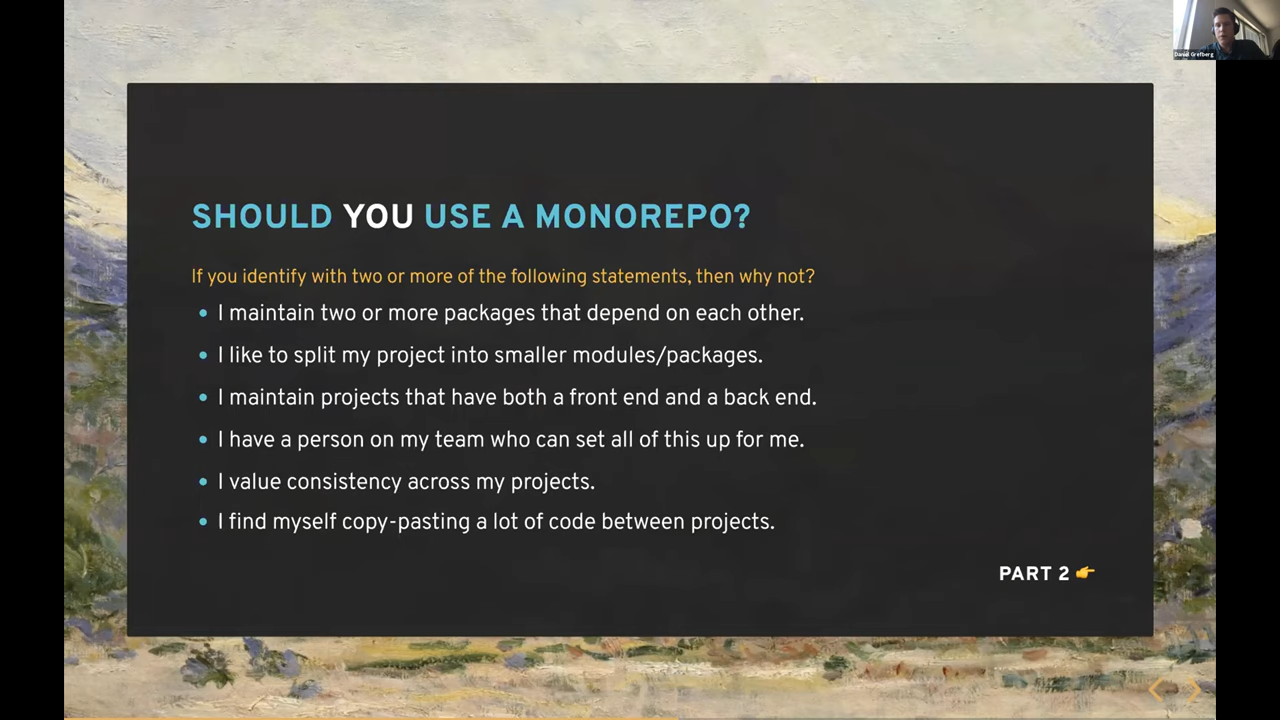 Daniel Grefberg
SHOULD YOU USE A MONOREPO?
If you identify with two or more of the following statements, then why not?
• I maintain two or more packages that depend on each other.
• I like to split my project into smaller modules/packages.
• I maintain projects that have both a front end and a back end.
• I have a person on my team who can set all of this up for me.
• I value consistency across my projects.
• I find myself copy-pasting a lot of code between projects.
PART 2 👉